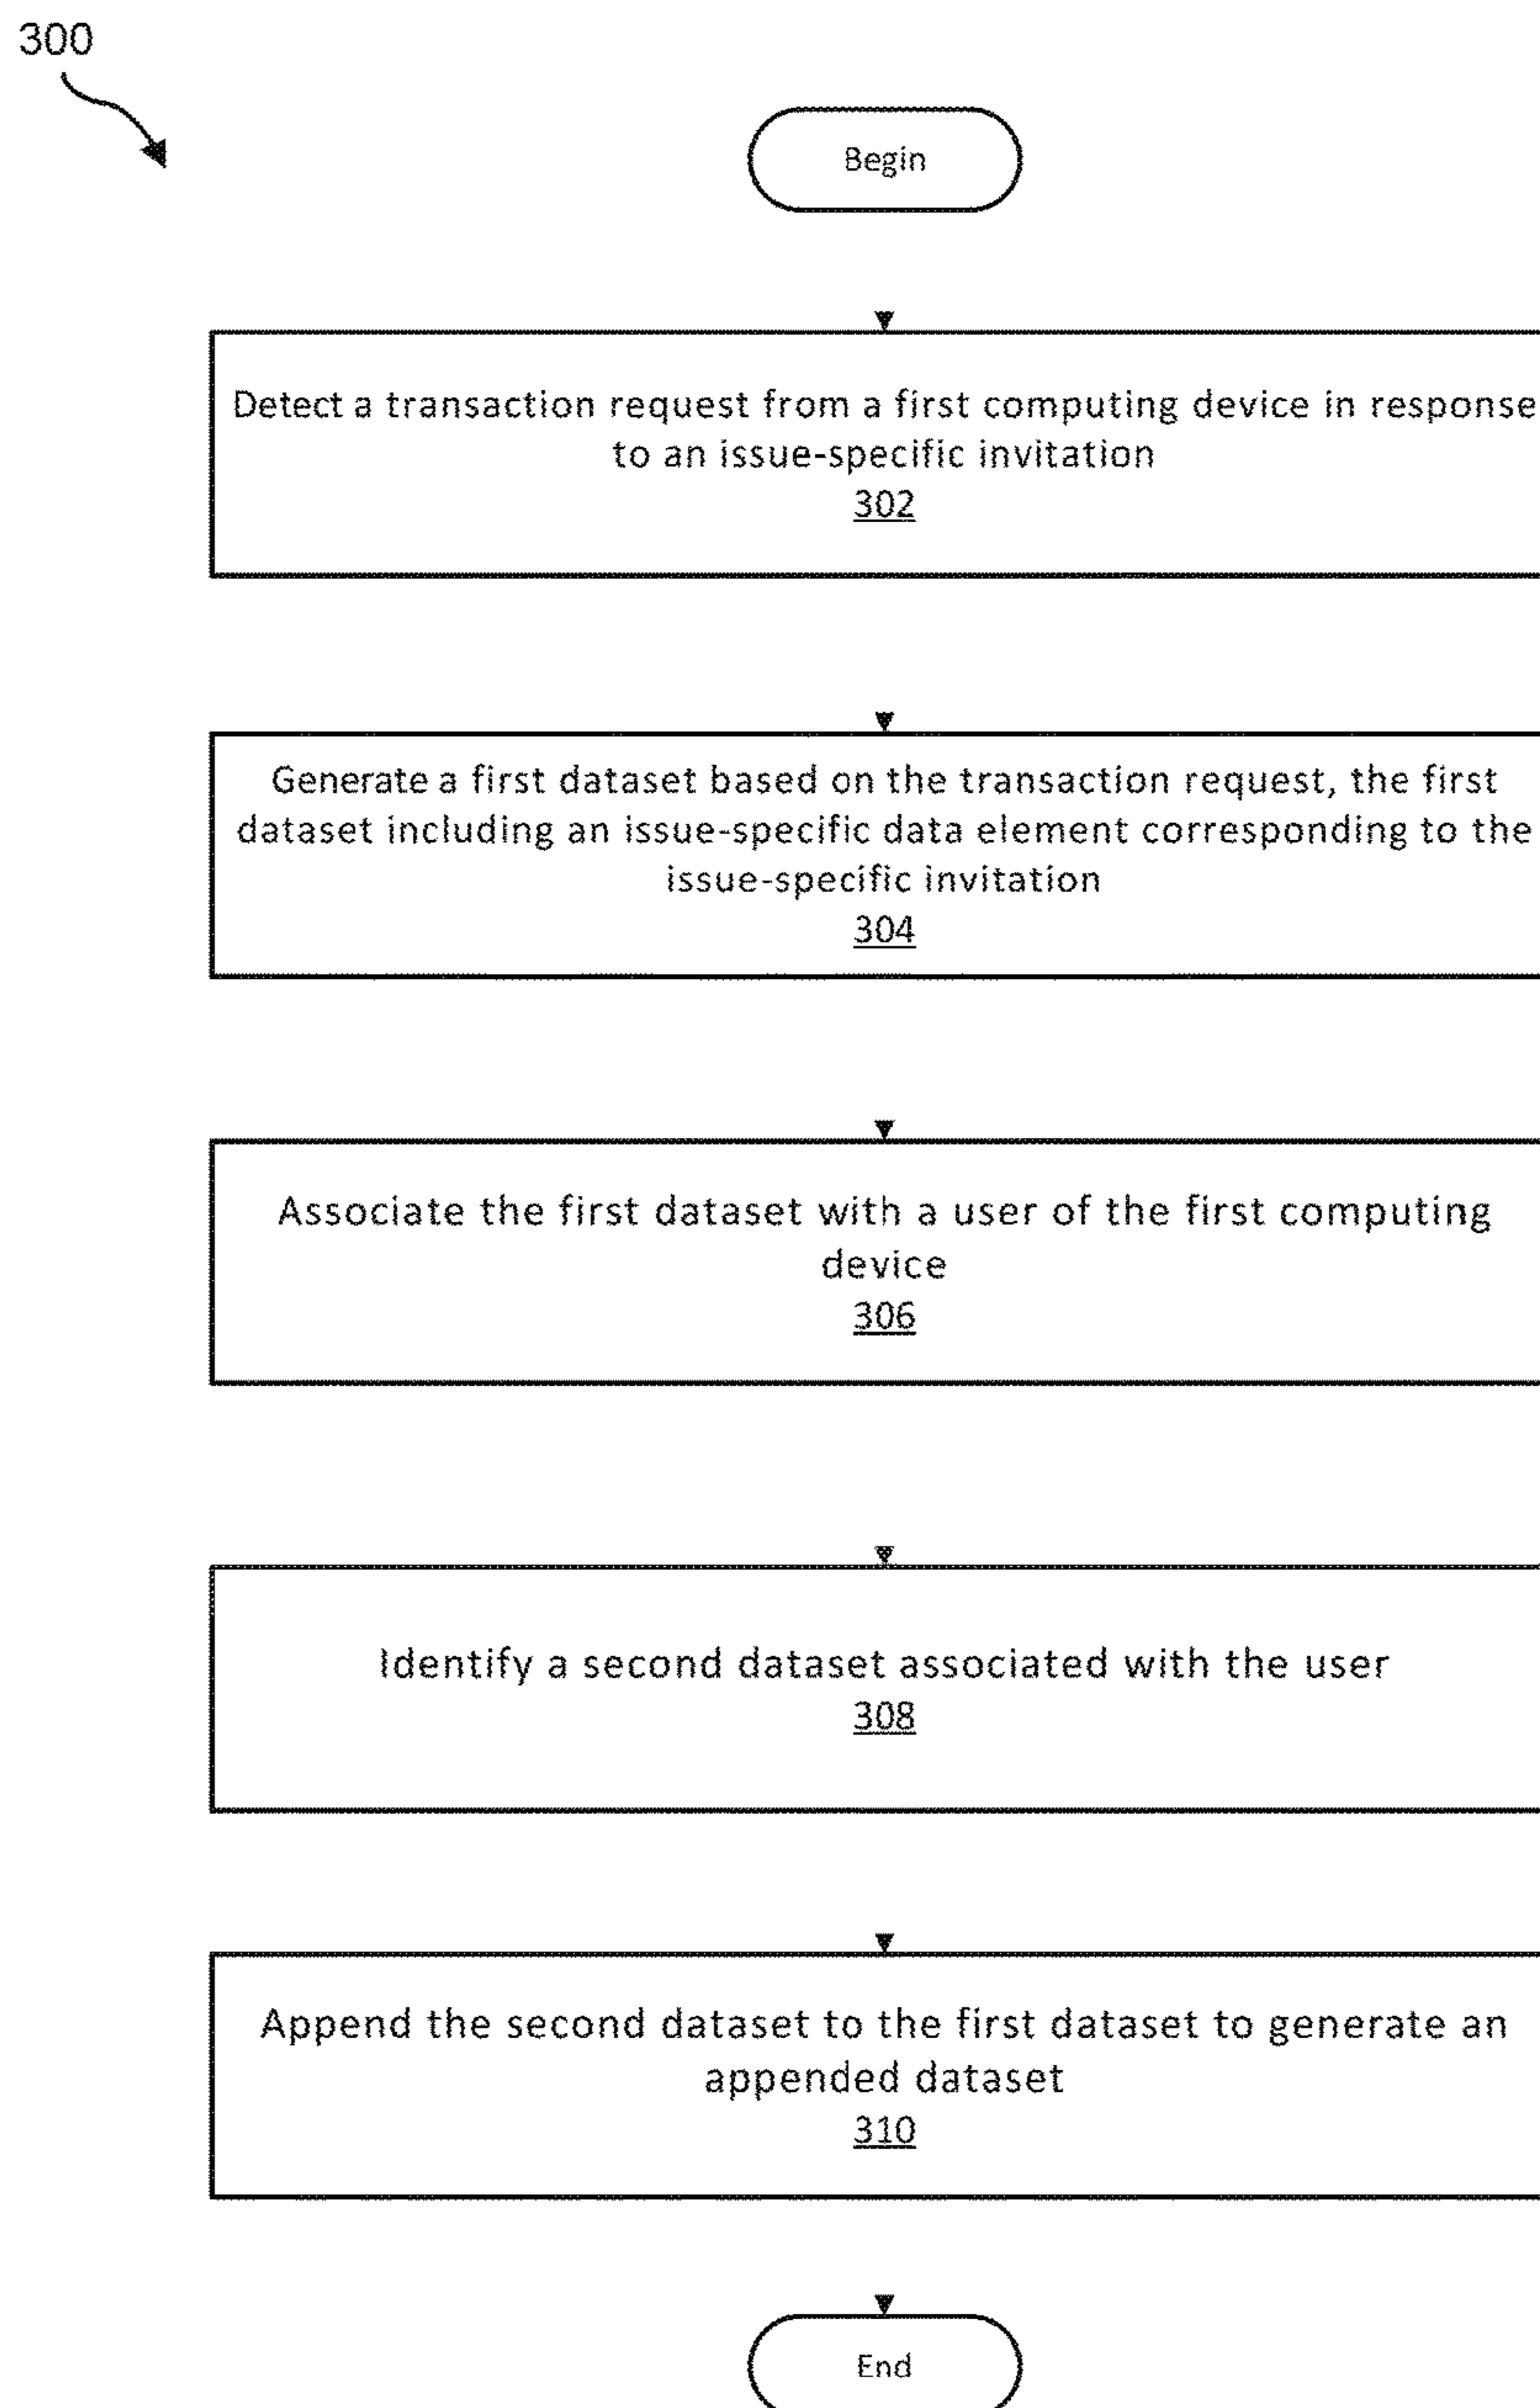 300
Begin
Detect a transaction request from a first computing device in response
to an issue-specific invitation
302
Generate a first dataset based on the transaction request, the first
dataset including an issue-specific data element corresponding to the
issue-specific invitation
304
Associate the first dataset with a user of the first computing
device
306
Identify a second dataset associated with the user
308
Append the second dataset to the first dataset to generate an
appended dataset
310
End